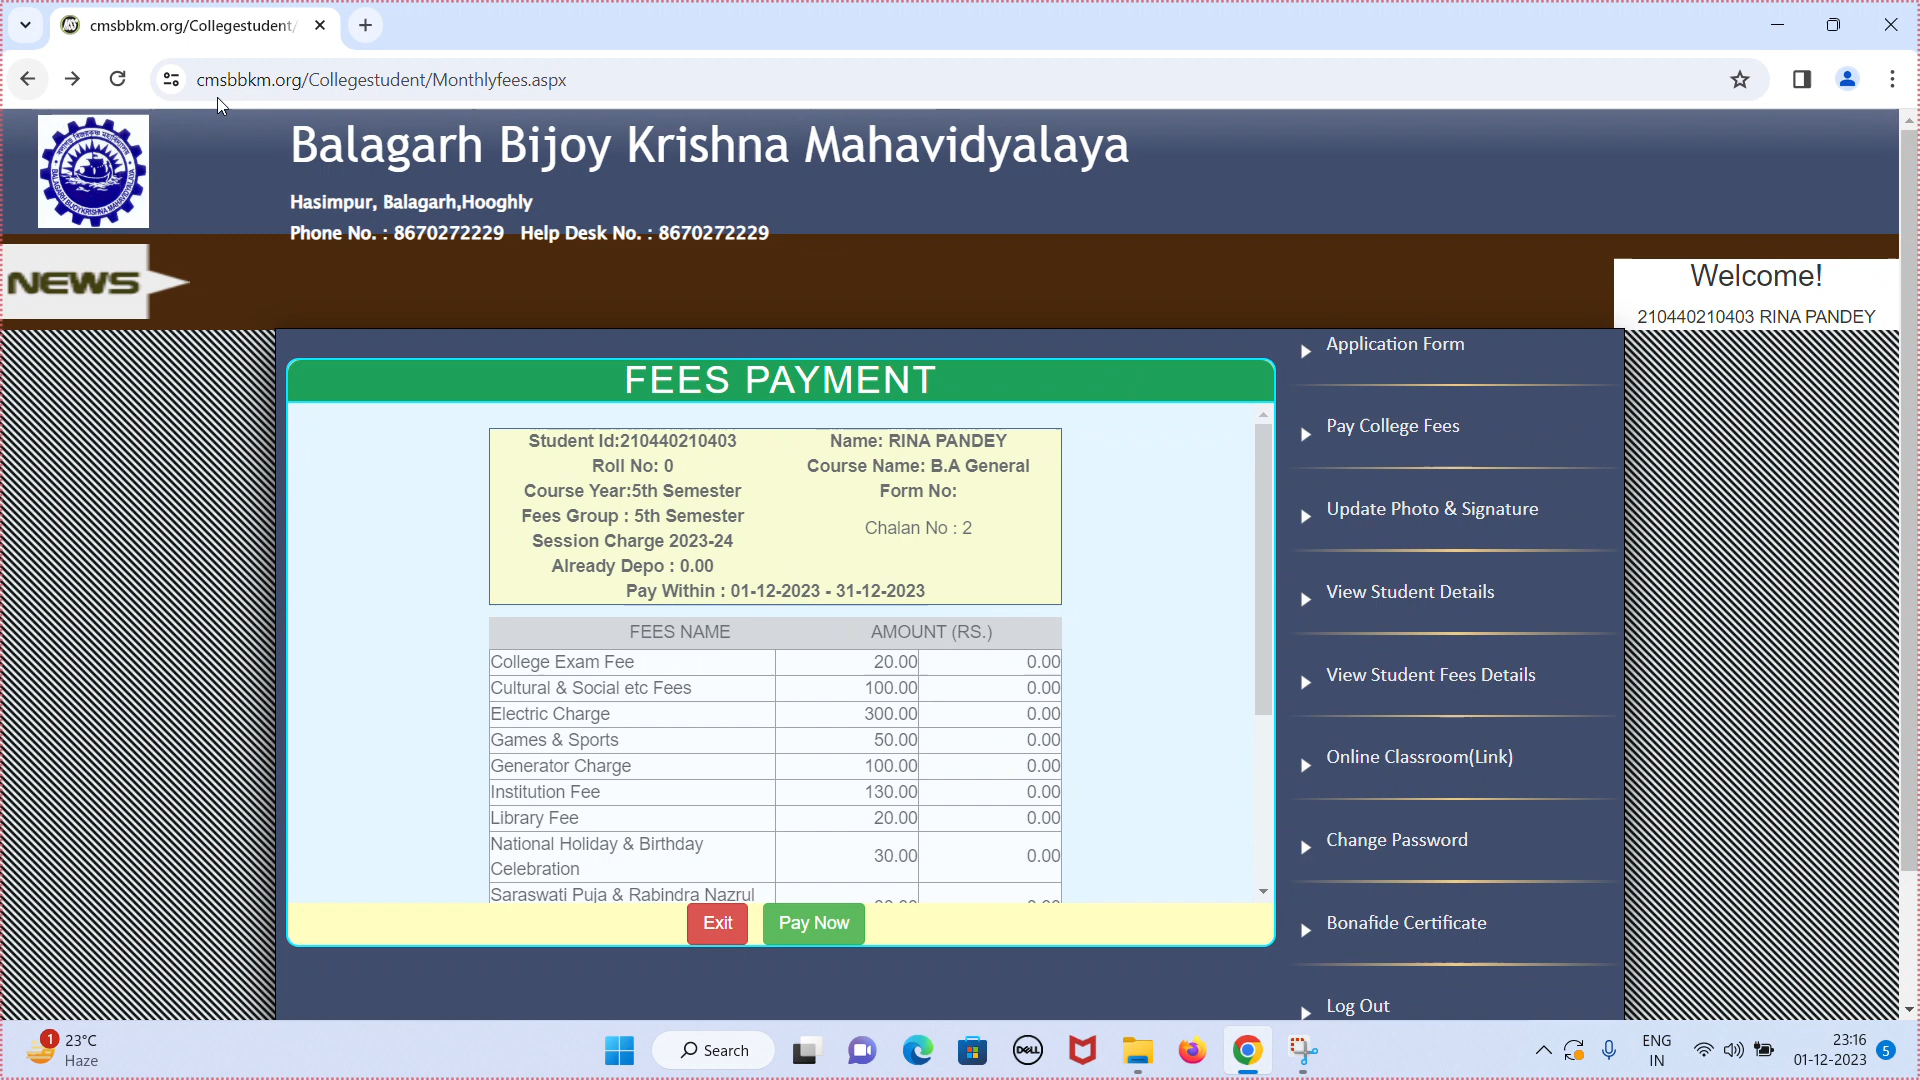 cmsbbkm.org/Collegestudent/
cmsbbkm.org/Collegestudent/Monthlyfees.aspx
Balagarh Bijoy Krishna Mahavidyalaya
Hasimpur, Balagarh,Hooghly
Phone No. : 8670272229 Help Desk No. : 8670272229
NEWS
Welcome!
210440210403 RINA PANDEY
FEES PAYMENT
Student Id:210440210403 Name: RINA PANDEY
Roll No: 0 Course Name: B.A General
Course Year:5th Semester Form No:
Fees Group : 5th Semester
Session Charge 2023-24
Chalan No : 2
Already Depo : 0.00
Pay Within : 01-12-2023 - 31-12-2023
FEES NAME AMOUNT (RS.)
College Exam Fee 20.00 0.00
Cultural & Social etc Fees 100.00 0.00
Electric Charge 300.00 0.00
Games & Sports 50.00 0.00
Generator Charge 100.00 0.00
Institution Fee 130.00 0.00
Library Fee 20.00 0.00
National Holiday & Birthday
Celebration 30.00 0.00
Saraswati Puja & Rabindra Nazrul
Exit Pay Now
Application Form
Pay College Fees
Update Photo & Signature
View Student Details
View Student Fees Details
Online Classroom(Link)
Change Password
Bonafide Certificate
Log Out
1
23°C
Haze
Search
DELL
ENG
IN
23:16
01-12-2023
5